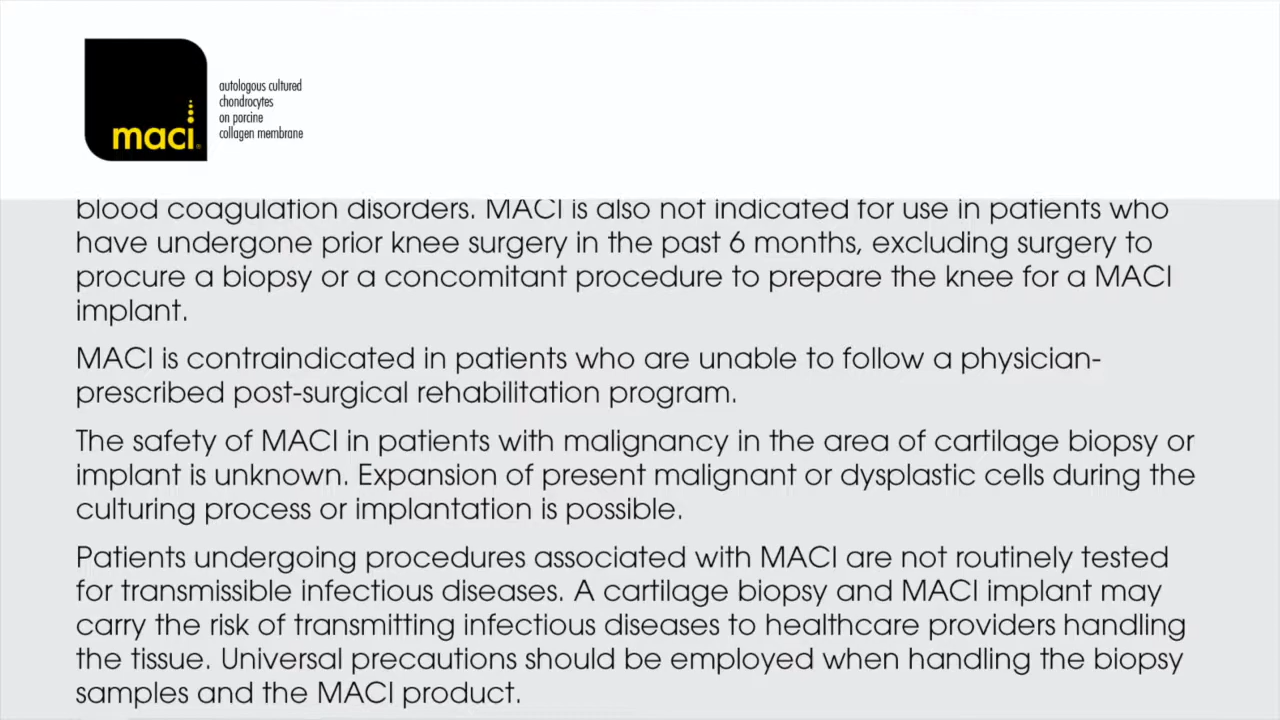 maci®
autologous cultured
chondrocytes
on porcine
collagen membrane
blood coagulation disorders. MACI is also not indicated for use in patients who
have undergone prior knee surgery in the past 6 months, excluding surgery to
procure a biopsy or a concomitant procedure to prepare the knee for a MACI
implant.
MACI is contraindicated in patients who are unable to follow a physician-
prescribed post-surgical rehabilitation program.
The safety of MACI in patients with malignancy in the area of cartilage biopsy or
implant is unknown. Expansion of present malignant or dysplastic cells during the
culturing process or implantation is possible.
Patients undergoing procedures associated with MACI are not routinely tested
for transmissible infectious diseases. A cartilage biopsy and MACI implant may
carry the risk of transmitting infectious diseases to healthcare providers handling
the tissue. Universal precautions should be employed when handling the biopsy
samples and the MACI product.